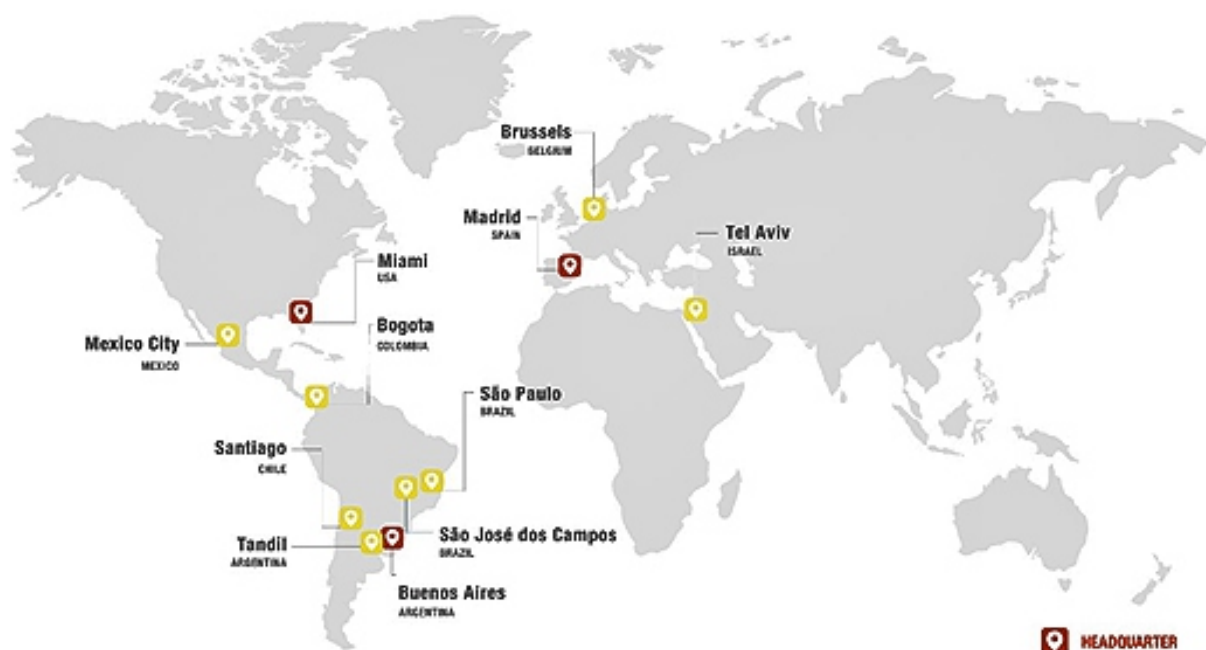 Brussels
BELGIUM
Madrid
SPAIN
Tel Aviv
ISRAEL
Miami
USA
Mexico City
MEXICO
Bogota
COLOMBIA
São Paulo
BRAZIL
Santiago
CHILE
São José dos Campos
BRAZIL
Tandil
ARGENTINA
Buenos Aires
ARGENTINA
HEADQUARTER